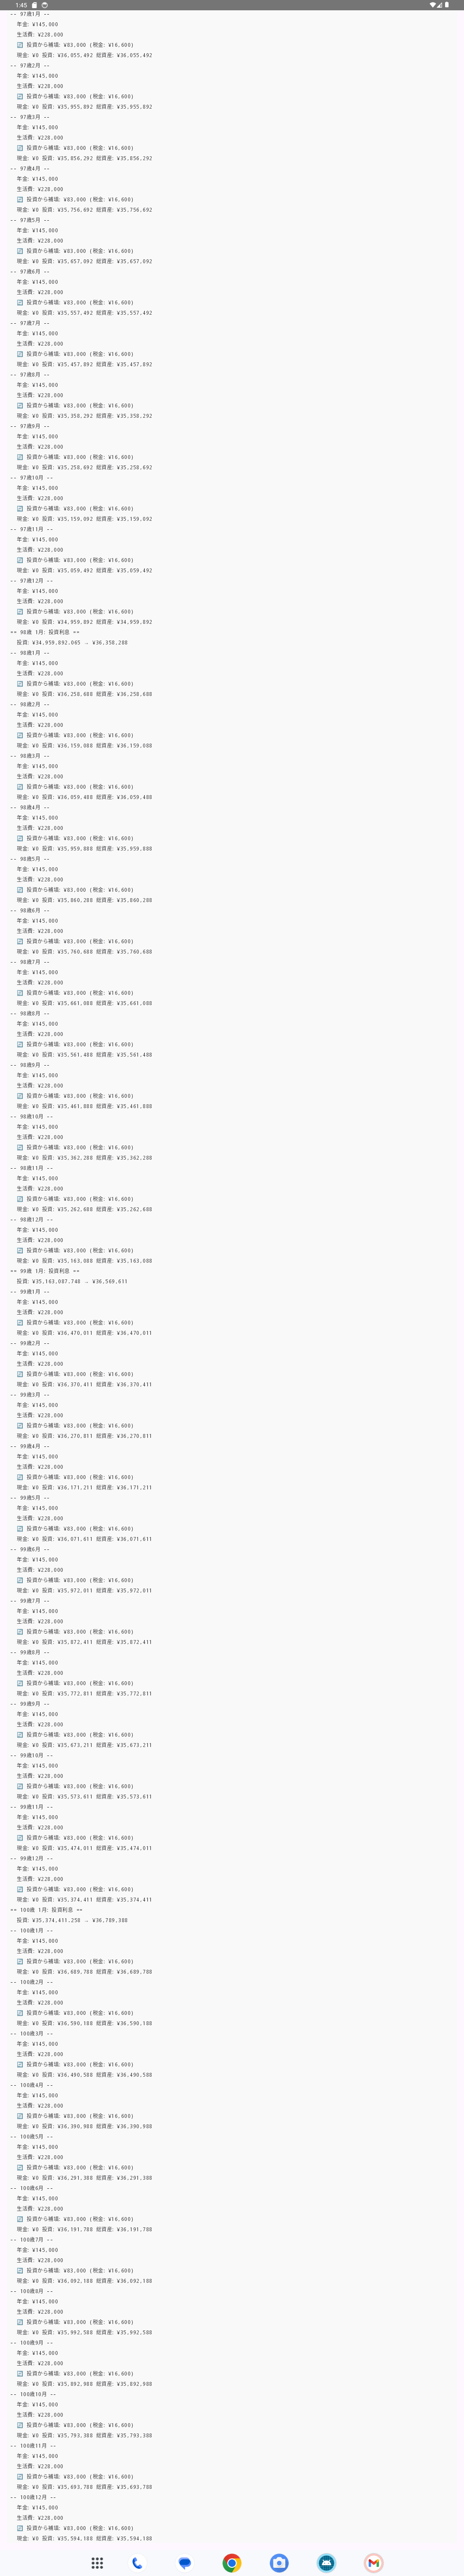 1:45
-- 97歳1月 --
年金: ¥145,000
生活費: ¥228,000
🔄 投資から補填: ¥83,000 (税金: ¥16,600)
現金: ¥0 投資: ¥36,055,492 総資産: ¥36,055,492
-- 97歳2月 --
年金: ¥145,000
生活費: ¥228,000
🔄 投資から補填: ¥83,000 (税金: ¥16,600)
現金: ¥0 投資: ¥35,955,892 総資産: ¥35,955,892
-- 97歳3月 --
年金: ¥145,000
生活費: ¥228,000
🔄 投資から補填: ¥83,000 (税金: ¥16,600)
現金: ¥0 投資: ¥35,856,292 総資産: ¥35,856,292
-- 97歳4月 --
年金: ¥145,000
生活費: ¥228,000
🔄 投資から補填: ¥83,000 (税金: ¥16,600)
現金: ¥0 投資: ¥35,756,692 総資産: ¥35,756,692
-- 97歳5月 --
年金: ¥145,000
生活費: ¥228,000
🔄 投資から補填: ¥83,000 (税金: ¥16,600)
現金: ¥0 投資: ¥35,657,092 総資産: ¥35,657,092
-- 97歳6月 --
年金: ¥145,000
生活費: ¥228,000
🔄 投資から補填: ¥83,000 (税金: ¥16,600)
現金: ¥0 投資: ¥35,557,492 総資産: ¥35,557,492
-- 97歳7月 --
年金: ¥145,000
生活費: ¥228,000
🔄 投資から補填: ¥83,000 (税金: ¥16,600)
現金: ¥0 投資: ¥35,457,892 総資産: ¥35,457,892
-- 97歳8月 --
年金: ¥145,000
生活費: ¥228,000
🔄 投資から補填: ¥83,000 (税金: ¥16,600)
現金: ¥0 投資: ¥35,358,292 総資産: ¥35,358,292
-- 97歳9月 --
年金: ¥145,000
生活費: ¥228,000
🔄 投資から補填: ¥83,000 (税金: ¥16,600)
現金: ¥0 投資: ¥35,258,692 総資産: ¥35,258,692
-- 97歳10月 --
年金: ¥145,000
生活費: ¥228,000
🔄 投資から補填: ¥83,000 (税金: ¥16,600)
現金: ¥0 投資: ¥35,159,092 総資産: ¥35,159,092
-- 97歳11月 --
年金: ¥145,000
生活費: ¥228,000
🔄 投資から補填: ¥83,000 (税金: ¥16,600)
現金: ¥0 投資: ¥35,059,492 総資産: ¥35,059,492
-- 97歳12月 --
年金: ¥145,000
生活費: ¥228,000
🔄 投資から補填: ¥83,000 (税金: ¥16,600)
現金: ¥0 投資: ¥34,959,892 総資産: ¥34,959,892
== 98歳 1月: 投資利息 ==
投資: ¥34,959,892.065 → ¥36,358,288
-- 98歳1月 --
年金: ¥145,000
生活費: ¥228,000
🔄 投資から補填: ¥83,000 (税金: ¥16,600)
現金: ¥0 投資: ¥36,258,688 総資産: ¥36,258,688
-- 98歳2月 --
年金: ¥145,000
生活費: ¥228,000
🔄 投資から補填: ¥83,000 (税金: ¥16,600)
現金: ¥0 投資: ¥36,159,088 総資産: ¥36,159,088
-- 98歳3月 --
年金: ¥145,000
生活費: ¥228,000
🔄 投資から補填: ¥83,000 (税金: ¥16,600)
現金: ¥0 投資: ¥36,059,488 総資産: ¥36,059,488
-- 98歳4月 --
年金: ¥145,000
生活費: ¥228,000
🔄 投資から補填: ¥83,000 (税金: ¥16,600)
現金: ¥0 投資: ¥35,959,888 総資産: ¥35,959,888
-- 98歳5月 --
年金: ¥145,000
生活費: ¥228,000
🔄 投資から補填: ¥83,000 (税金: ¥16,600)
現金: ¥0 投資: ¥35,860,288 総資産: ¥35,860,288
-- 98歳6月 --
年金: ¥145,000
生活費: ¥228,000
🔄 投資から補填: ¥83,000 (税金: ¥16,600)
現金: ¥0 投資: ¥35,760,688 総資産: ¥35,760,688
-- 98歳7月 --
年金: ¥145,000
生活費: ¥228,000
🔄 投資から補填: ¥83,000 (税金: ¥16,600)
現金: ¥0 投資: ¥35,661,088 総資産: ¥35,661,088
-- 98歳8月 --
年金: ¥145,000
生活費: ¥228,000
🔄 投資から補填: ¥83,000 (税金: ¥16,600)
現金: ¥0 投資: ¥35,561,488 総資産: ¥35,561,488
-- 98歳9月 --
年金: ¥145,000
生活費: ¥228,000
🔄 投資から補填: ¥83,000 (税金: ¥16,600)
現金: ¥0 投資: ¥35,461,888 総資産: ¥35,461,888
-- 98歳10月 --
年金: ¥145,000
生活費: ¥228,000
🔄 投資から補填: ¥83,000 (税金: ¥16,600)
現金: ¥0 投資: ¥35,362,288 総資産: ¥35,362,288
-- 98歳11月 --
年金: ¥145,000
生活費: ¥228,000
🔄 投資から補填: ¥83,000 (税金: ¥16,600)
現金: ¥0 投資: ¥35,262,688 総資産: ¥35,262,688
-- 98歳12月 --
年金: ¥145,000
生活費: ¥228,000
🔄 投資から補填: ¥83,000 (税金: ¥16,600)
現金: ¥0 投資: ¥35,163,088 総資産: ¥35,163,088
== 99歳 1月: 投資利息 ==
投資: ¥35,163,087.748 → ¥36,569,611
-- 99歳1月 --
年金: ¥145,000
生活費: ¥228,000
🔄 投資から補填: ¥83,000 (税金: ¥16,600)
現金: ¥0 投資: ¥36,470,011 総資産: ¥36,470,011
-- 99歳2月 --
年金: ¥145,000
生活費: ¥228,000
🔄 投資から補填: ¥83,000 (税金: ¥16,600)
現金: ¥0 投資: ¥36,370,411 総資産: ¥36,370,411
-- 99歳3月 --
年金: ¥145,000
生活費: ¥228,000
🔄 投資から補填: ¥83,000 (税金: ¥16,600)
現金: ¥0 投資: ¥36,270,811 総資産: ¥36,270,811
-- 99歳4月 --
年金: ¥145,000
生活費: ¥228,000
🔄 投資から補填: ¥83,000 (税金: ¥16,600)
現金: ¥0 投資: ¥36,171,211 総資産: ¥36,171,211
-- 99歳5月 --
年金: ¥145,000
生活費: ¥228,000
🔄 投資から補填: ¥83,000 (税金: ¥16,600)
現金: ¥0 投資: ¥36,071,611 総資産: ¥36,071,611
-- 99歳6月 --
年金: ¥145,000
生活費: ¥228,000
🔄 投資から補填: ¥83,000 (税金: ¥16,600)
現金: ¥0 投資: ¥35,972,011 総資産: ¥35,972,011
-- 99歳7月 --
年金: ¥145,000
生活費: ¥228,000
🔄 投資から補填: ¥83,000 (税金: ¥16,600)
現金: ¥0 投資: ¥35,872,411 総資産: ¥35,872,411
-- 99歳8月 --
年金: ¥145,000
生活費: ¥228,000
🔄 投資から補填: ¥83,000 (税金: ¥16,600)
現金: ¥0 投資: ¥35,772,811 総資産: ¥35,772,811
-- 99歳9月 --
年金: ¥145,000
生活費: ¥228,000
🔄 投資から補填: ¥83,000 (税金: ¥16,600)
現金: ¥0 投資: ¥35,673,211 総資産: ¥35,673,211
-- 99歳10月 --
年金: ¥145,000
生活費: ¥228,000
🔄 投資から補填: ¥83,000 (税金: ¥16,600)
現金: ¥0 投資: ¥35,573,611 総資産: ¥35,573,611
-- 99歳11月 --
年金: ¥145,000
生活費: ¥228,000
🔄 投資から補填: ¥83,000 (税金: ¥16,600)
現金: ¥0 投資: ¥35,474,011 総資産: ¥35,474,011
-- 99歳12月 --
年金: ¥145,000
生活費: ¥228,000
🔄 投資から補填: ¥83,000 (税金: ¥16,600)
現金: ¥0 投資: ¥35,374,411 総資産: ¥35,374,411
== 100歳 1月: 投資利息 ==
投資: ¥35,374,411.258 → ¥36,789,388
-- 100歳1月 --
年金: ¥145,000
生活費: ¥228,000
🔄 投資から補填: ¥83,000 (税金: ¥16,600)
現金: ¥0 投資: ¥36,689,788 総資産: ¥36,689,788
-- 100歳2月 --
年金: ¥145,000
生活費: ¥228,000
🔄 投資から補填: ¥83,000 (税金: ¥16,600)
現金: ¥0 投資: ¥36,590,188 総資産: ¥36,590,188
-- 100歳3月 --
年金: ¥145,000
生活費: ¥228,000
🔄 投資から補填: ¥83,000 (税金: ¥16,600)
現金: ¥0 投資: ¥36,490,588 総資産: ¥36,490,588
-- 100歳4月 --
年金: ¥145,000
生活費: ¥228,000
🔄 投資から補填: ¥83,000 (税金: ¥16,600)
現金: ¥0 投資: ¥36,390,988 総資産: ¥36,390,988
-- 100歳5月 --
年金: ¥145,000
生活費: ¥228,000
🔄 投資から補填: ¥83,000 (税金: ¥16,600)
現金: ¥0 投資: ¥36,291,388 総資産: ¥36,291,388
-- 100歳6月 --
年金: ¥145,000
生活費: ¥228,000
🔄 投資から補填: ¥83,000 (税金: ¥16,600)
現金: ¥0 投資: ¥36,191,788 総資産: ¥36,191,788
-- 100歳7月 --
年金: ¥145,000
生活費: ¥228,000
🔄 投資から補填: ¥83,000 (税金: ¥16,600)
現金: ¥0 投資: ¥36,092,188 総資産: ¥36,092,188
-- 100歳8月 --
年金: ¥145,000
生活費: ¥228,000
🔄 投資から補填: ¥83,000 (税金: ¥16,600)
現金: ¥0 投資: ¥35,992,588 総資産: ¥35,992,588
-- 100歳9月 --
年金: ¥145,000
生活費: ¥228,000
🔄 投資から補填: ¥83,000 (税金: ¥16,600)
現金: ¥0 投資: ¥35,892,988 総資産: ¥35,892,988
-- 100歳10月 --
年金: ¥145,000
生活費: ¥228,000
🔄 投資から補填: ¥83,000 (税金: ¥16,600)
現金: ¥0 投資: ¥35,793,388 総資産: ¥35,793,388
-- 100歳11月 --
年金: ¥145,000
生活費: ¥228,000
🔄 投資から補填: ¥83,000 (税金: ¥16,600)
現金: ¥0 投資: ¥35,693,788 総資産: ¥35,693,788
-- 100歳12月 --
年金: ¥145,000
生活費: ¥228,000
🔄 投資から補填: ¥83,000 (税金: ¥16,600)
現金: ¥0 投資: ¥35,594,188 総資産: ¥35,594,188